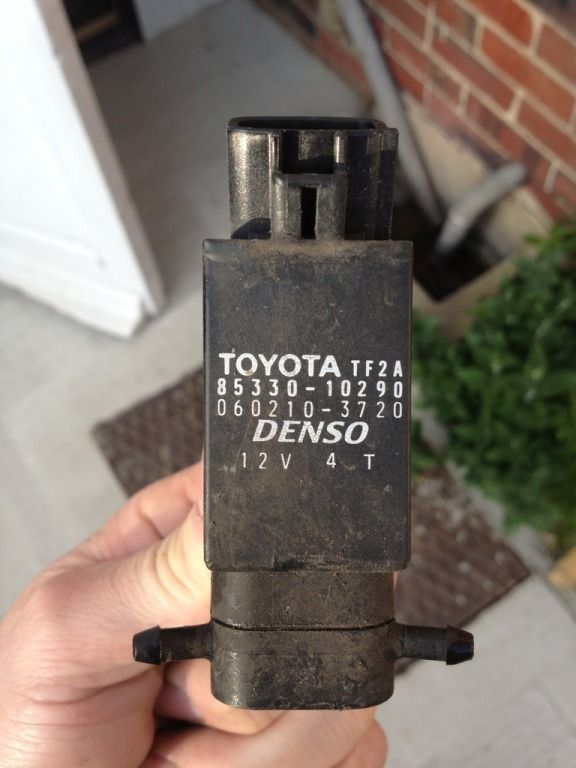 TOYOTA TF2A
85330-10290
060210-3720
DENSO
12V 4 T